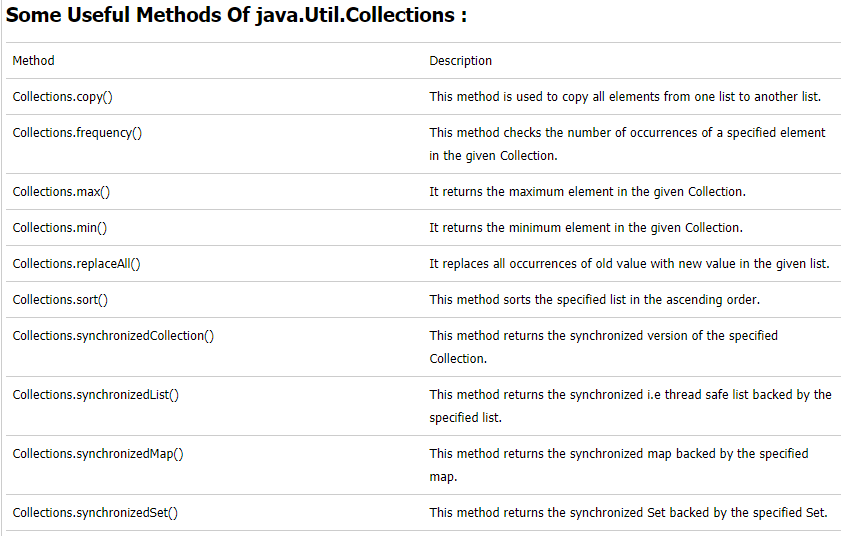 Some Useful Methods Of java.Util.Collections :
Method Description
Collections.copy() This method is used to copy all elements from one list to another list.
Collections.frequency() This method checks the number of occurrences of a specified element
in the given Collection.
Collections.max() It returns the maximum element in the given Collection.
Collections.min() It returns the minimum element in the given Collection.
Collections.replaceAll() It replaces all occurrences of old value with new value in the given list.
Collections.sort() This method sorts the specified list in the ascending order.
Collections.synchronizedCollection() This method returns the synchronized version of the specified
Collection.
Collections.synchronizedList() This method returns the synchronized i.e thread safe list backed by the
specified list.
Collections.synchronizedMap() This method returns the synchronized map backed by the specified
map.
Collections.synchronizedSet() This method returns the synchronized Set backed by the specified Set.